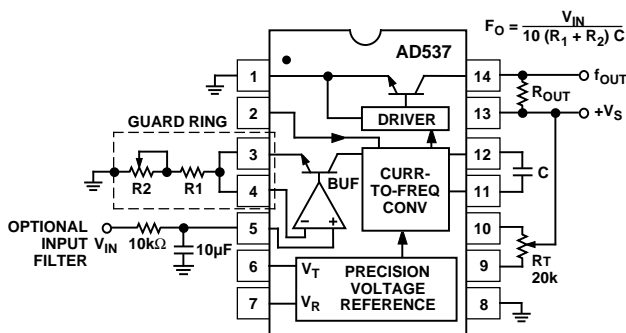 F_O = V_IN / 10 (R_1 + R_2) C
AD537
1
14
f_OUT
R_OUT
DRIVER
2
13
+V_S
GUARD RING
3
12
BUF
CURR-
TO-FREQ
CONV
C
R2
R1
4
11
OPTIONAL
INPUT
FILTER
V_IN
10kΩ
10µF
5
– +
10
R_T
20k
6
V_T
PRECISION
VOLTAGE
REFERENCE
9
7
V_R
8